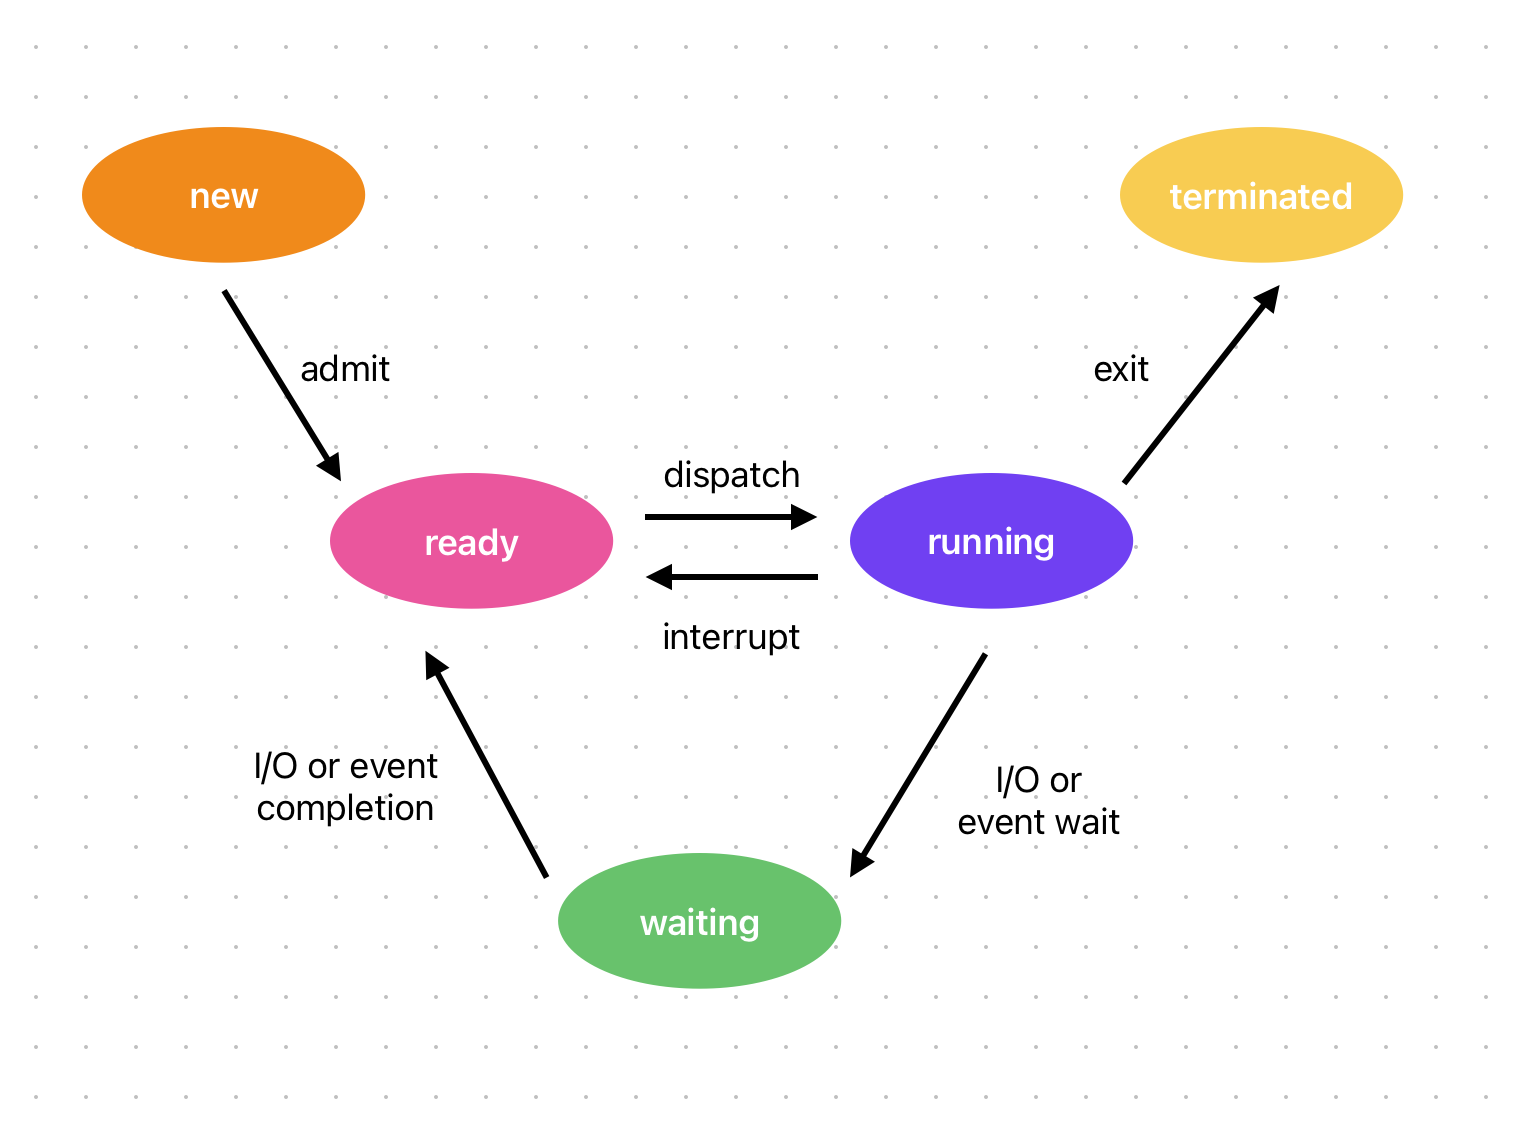 new
terminated
admit
exit
dispatch
ready
running
interrupt
I/O or event
completion
I/O or
event wait
waiting